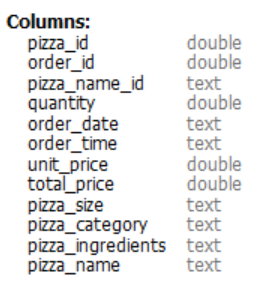 Columns:
pizza_id double
order_id double
pizza_name_id text
quantity double
order_date text
order_time text
unit_price double
total_price double
pizza_size text
pizza_category text
pizza_ingredients text
pizza_name text